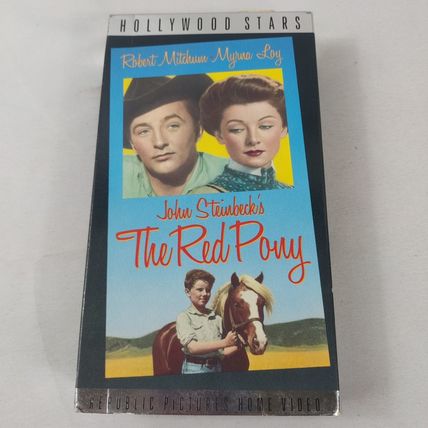 HOLLYWOOD STARS
Robert Mitchum Myrna Loy
John Steinbeck's
The Red Pony
REPUBLIC PICTURES HOME VIDEO